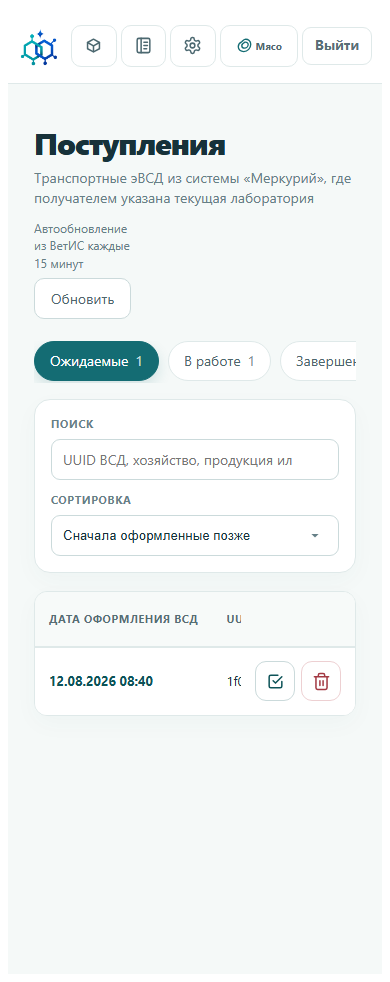 Мясо
Выйти
Поступления
Транспортные эВСД из системы «Меркурий», где
получателем указана текущая лаборатория
Автообновление
из ВетИС каждые
15 минут
Обновить
Ожидаемые 1
В работе 1
Завершен
ПОИСК
UUID ВСД, хозяйство, продукция ил
СОРТИРОВКА
Сначала оформленные позже
ДАТА ОФОРМЛЕНИЯ ВСД
UU
12.08.2026 08:40
1f